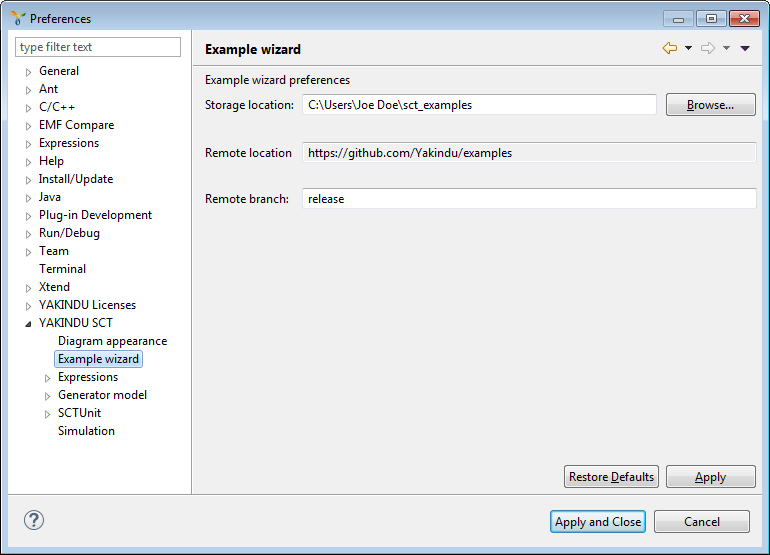 Preferences
type filter text
General
Ant
C/C++
EMF Compare
Expressions
Help
Install/Update
Java
Plug-in Development
Run/Debug
Team
Terminal
Xtend
YAKINDU Licenses
YAKINDU SCT
Diagram appearance
Example wizard
Expressions
Generator model
SCTUnit
Simulation
Example wizard
Example wizard preferences
Storage location: C:\Users\Joe Doe\sct_examples Browse...
Remote location https://github.com/Yakindu/examples
Remote branch: release
Restore Defaults Apply
? Apply and Close Cancel